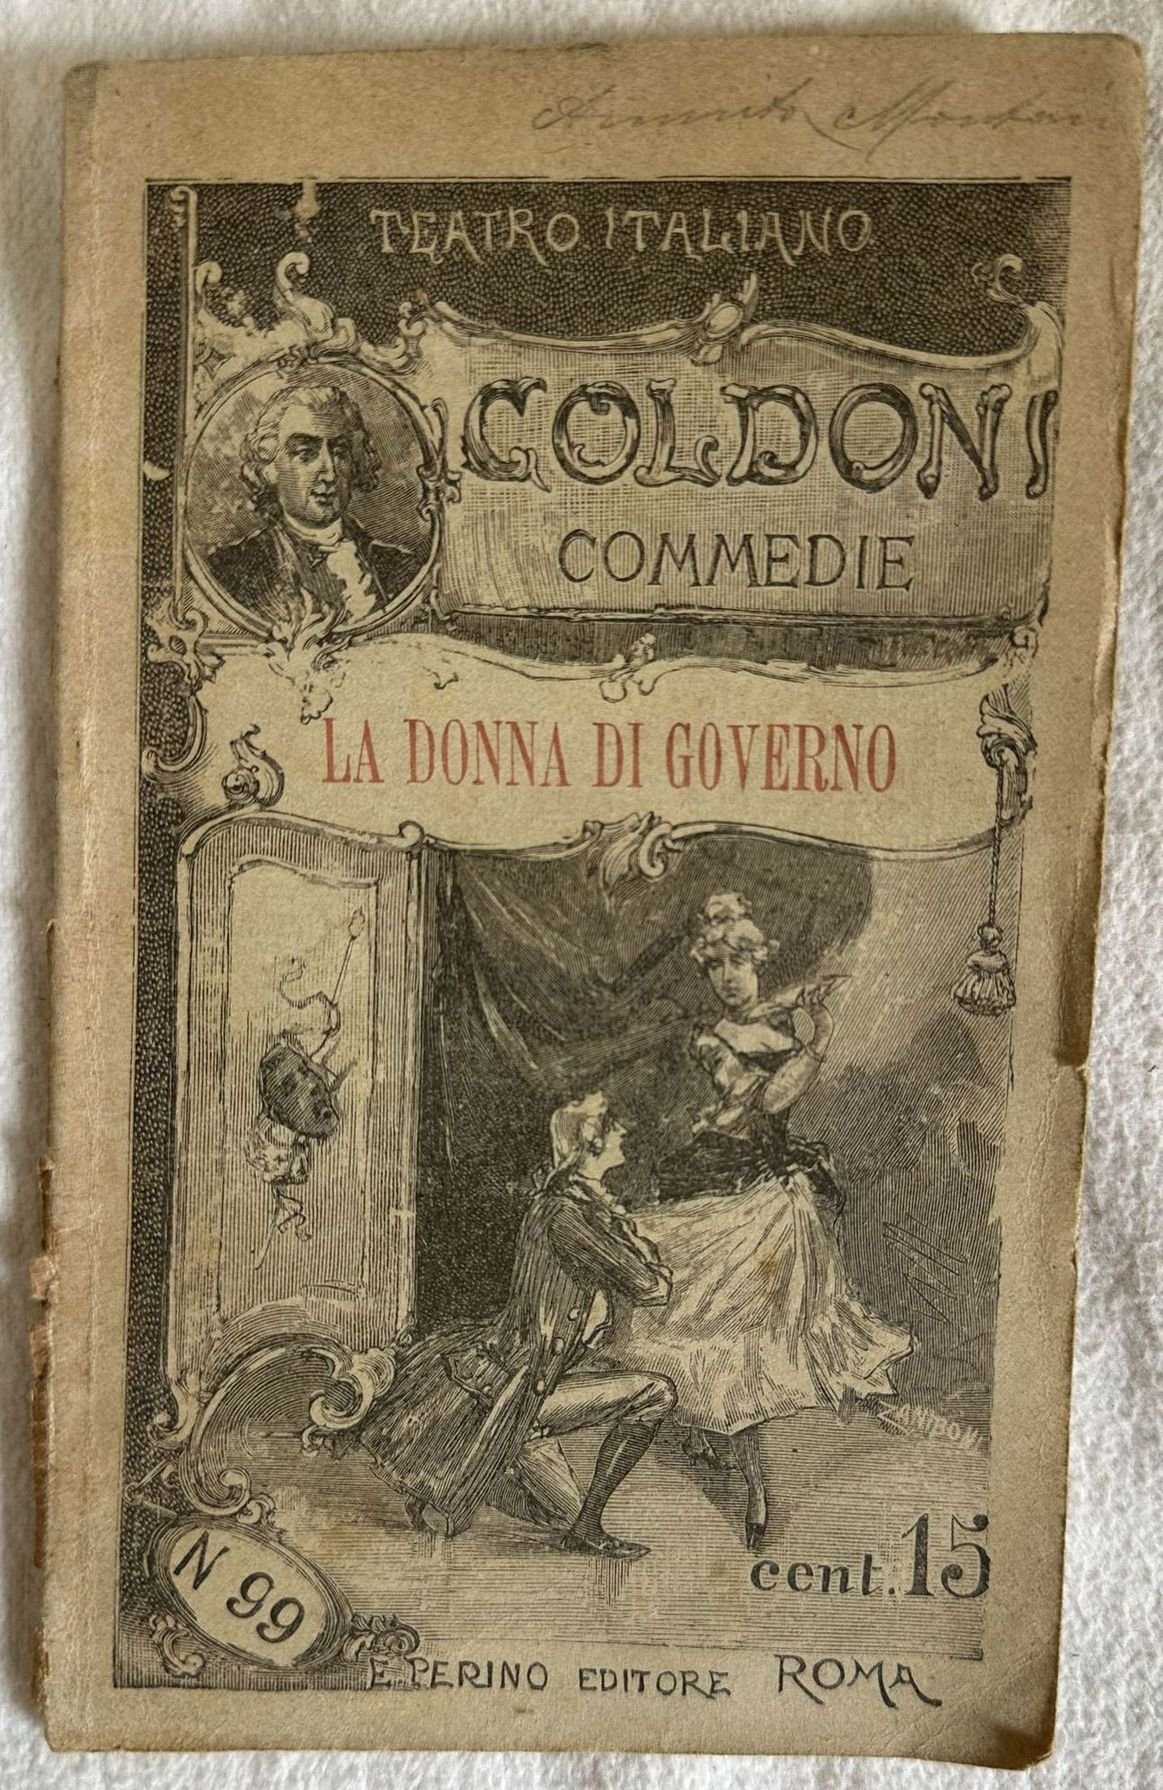 TEATRO ITALIANO
GOLDONI
COMMEDIE
LA DONNA DI GOVERNO
N 99
cent. 15
E. PERINO EDITORE ROMA